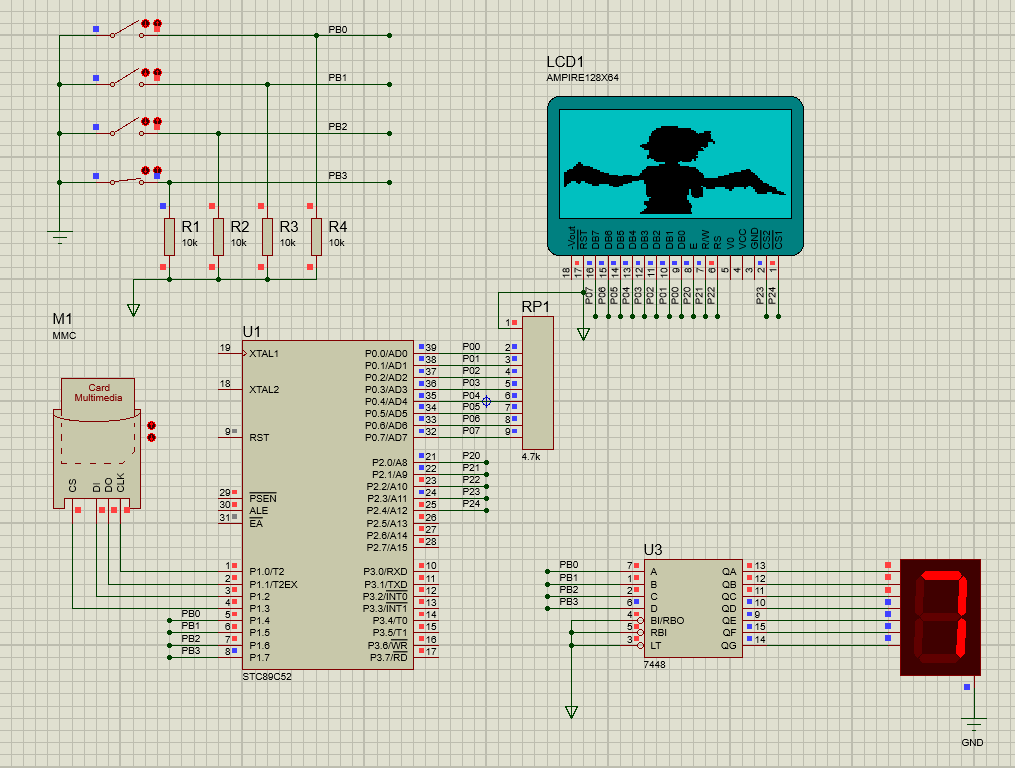 PB0
PB1
PB2
PB3
R1
10k
R2
10k
R3
10k
R4
10k
LCD1
AMPIRE128X64
-Vout
RST
DB7
DB6
DB5
DB4
DB3
DB2
DB1
DB0
E
R/W
RS
V0
VCC
GND
CS2
CS1
18
17
16
15
14
13
12
11
10
9
8
7
6
5
4
3
2
1
P07
P06
P05
P04
P03
P02
P01
P00
P20
P21
P22
P23
P24
M1
MMC
Card
Multimedia
CS
DI
DO
CLK
U1
19 XTAL1
18 XTAL2
9 RST
29 PSEN
30 ALE
31 EA
1 P1.0/T2
2 P1.1/T2EX
3 P1.2
4 P1.3
PB0 5 P1.4
PB1 6 P1.5
PB2 7 P1.6
PB3 8 P1.7
P0.0/AD0 39 P00
P0.1/AD1 38 P01
P0.2/AD2 37 P02
P0.3/AD3 36 P03
P0.4/AD4 35 P04
P0.5/AD5 34 P05
P0.6/AD6 33 P06
P0.7/AD7 32 P07
P2.0/A8 21 P20
P2.1/A9 22 P21
P2.2/A10 23 P22
P2.3/A11 24 P23
P2.4/A12 25 P24
P2.5/A13 26
P2.6/A14 27
P2.7/A15 28
P3.0/RXD 10
P3.1/TXD 11
P3.2/INT0 12
P3.3/INT1 13
P3.4/T0 14
P3.5/T1 15
P3.6/WR 16
P3.7/RD 17
STC89C52
RP1
1
2
3
4
5
6
7
8
9
4.7k
U3
PB0 7 A QA 13
PB1 1 B QB 12
PB2 2 C QC 11
PB3 6 D QD 10
4 BI/RBO QE 9
5 RBI QF 15
3 LT QG 14
7448
GND